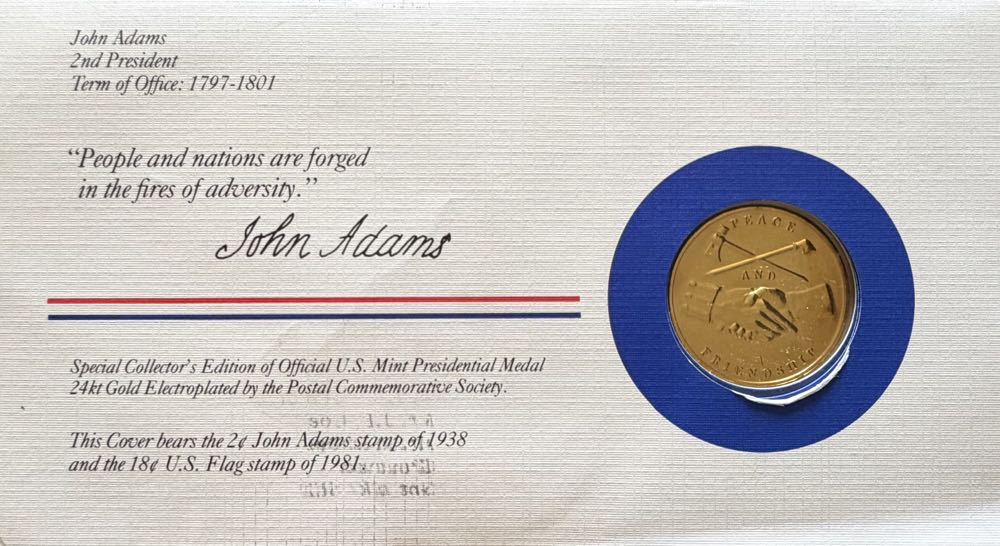 John Adams
2nd President
Term of Office: 1797-1801
“People and nations are forged
in the fires of adversity.”
John Adams
Special Collector's Edition of Official U.S. Mint Presidential Medal
24kt Gold Electroplated by the Postal Commemorative Society.
This Cover bears the 2¢ John Adams stamp of 1938
and the 18¢ U.S. Flag stamp of 1981.
PEACE
AND
FRIENDSHIP